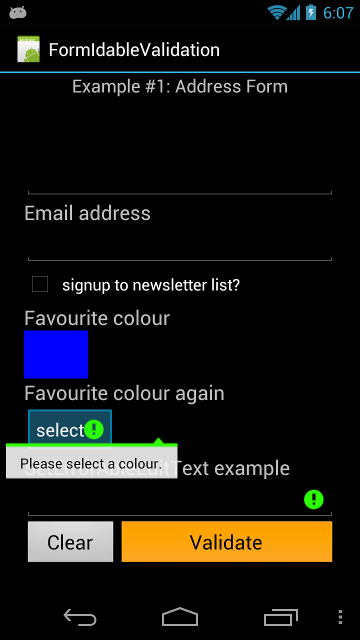 6:07
FormIdableValidation
Example #1: Address Form
Email address
signup to newsletter list?
Favourite colour
Favourite colour again
select
Please select a colour.
Text example
Clear
Validate